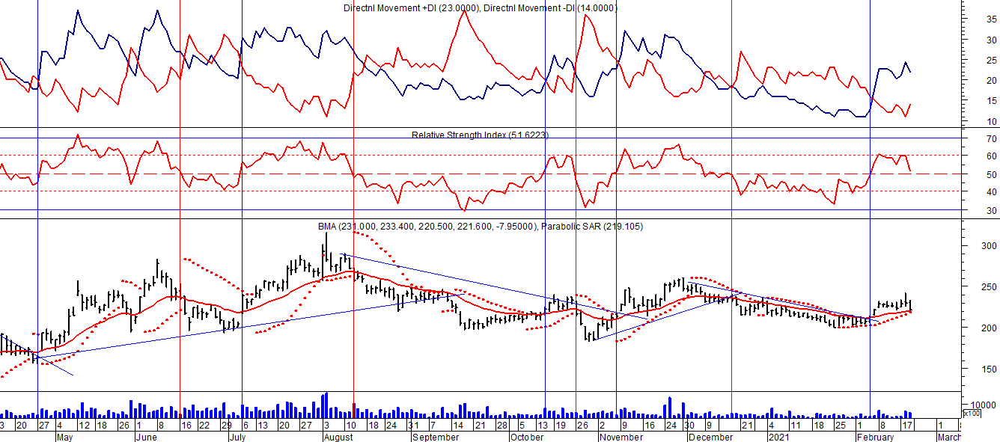 Directnl Movement +DI (23.0000), Directnl Movement -DI (14.0000)
35
30
25
20
15
10
Relative Strength Index (51.6223)
70
60
50
40
30
BMA (231.000, 233.400, 220.500, 221.600, -7.95000), Parabolic SAR (219.105)
300
250
200
150
10000
x100
3 20 27 4 12 18 26 1 8 16 22 29 6 13 20 27 3 10 18 24 31 7 14 21 28 5 13 19 26 2 9 16 24 30 9 21 4 11 18 25 1 8 17 1
May June July August September October November December 2021 February March